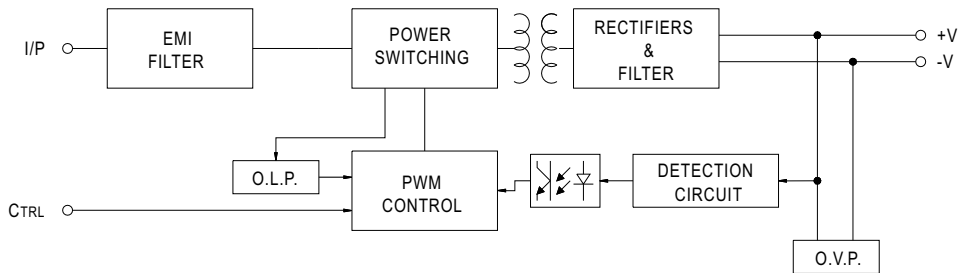 I/P
EMI
FILTER
POWER
SWITCHING
RECTIFIERS
&
FILTER
+V
-V
O.L.P.
PWM
CONTROL
DETECTION
CIRCUIT
CTRL
O.V.P.